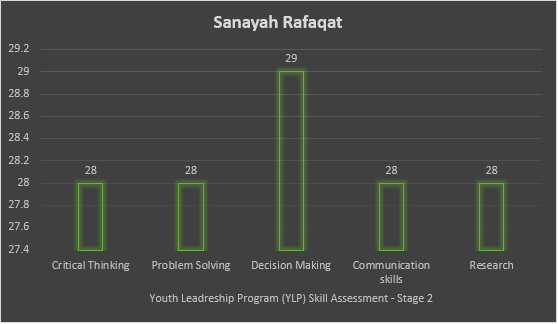 Sanayah Rafaqat
29.2
29
28.8
28.6
28.4
28.2
28
27.8
27.6
27.4
28
28
29
28
28
Critical Thinking
Problem Solving
Decision Making
Communication
skills
Research
Youth Leadreship Program (YLP) Skill Assessment - Stage 2